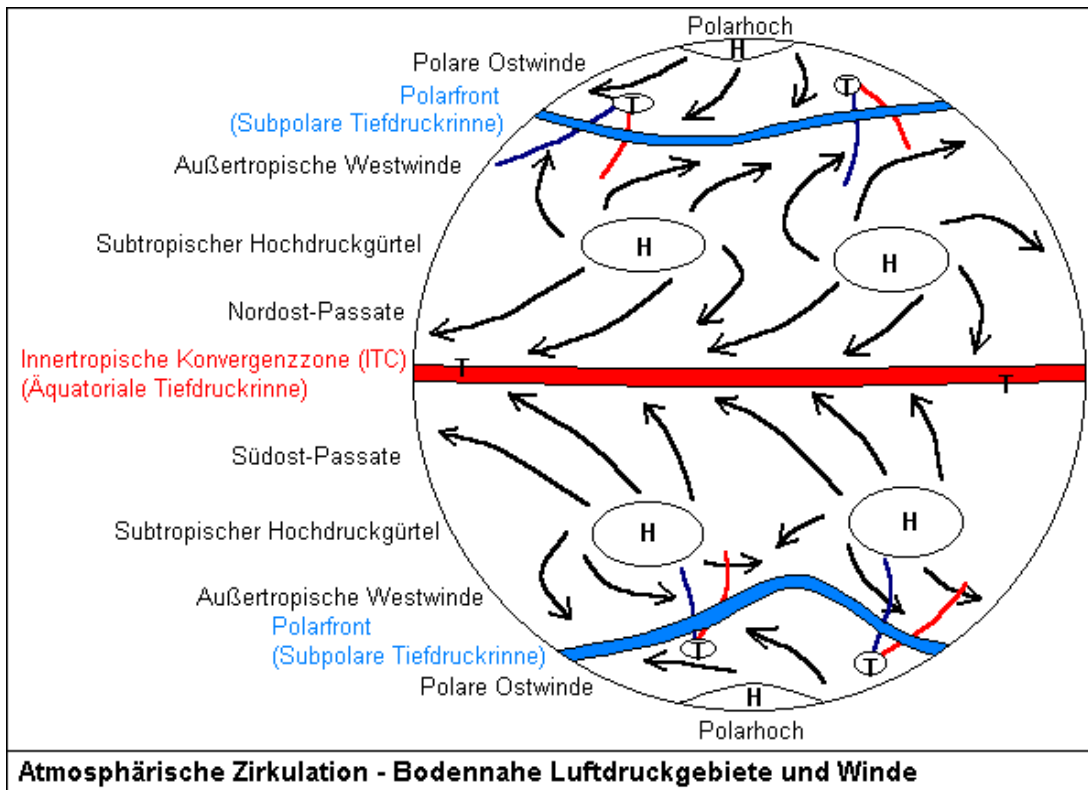 Polarhoch
H
Polare Ostwinde
Polarfront
(Subpolare Tiefdruckrinne)
T
T
Außertropische Westwinde
Subtropischer Hochdruckgürtel
H
H
Nordost-Passate
Innertropische Konvergenzzone (ITC)
(Äquatoriale Tiefdruckrinne)
T
T
Südost-Passate
Subtropischer Hochdruckgürtel
H
H
Außertropische Westwinde
Polarfront
(Subpolare Tiefdruckrinne)
T
T
Polare Ostwinde
H
Polarhoch
Atmosphärische Zirkulation - Bodennahe Luftdruckgebiete und Winde